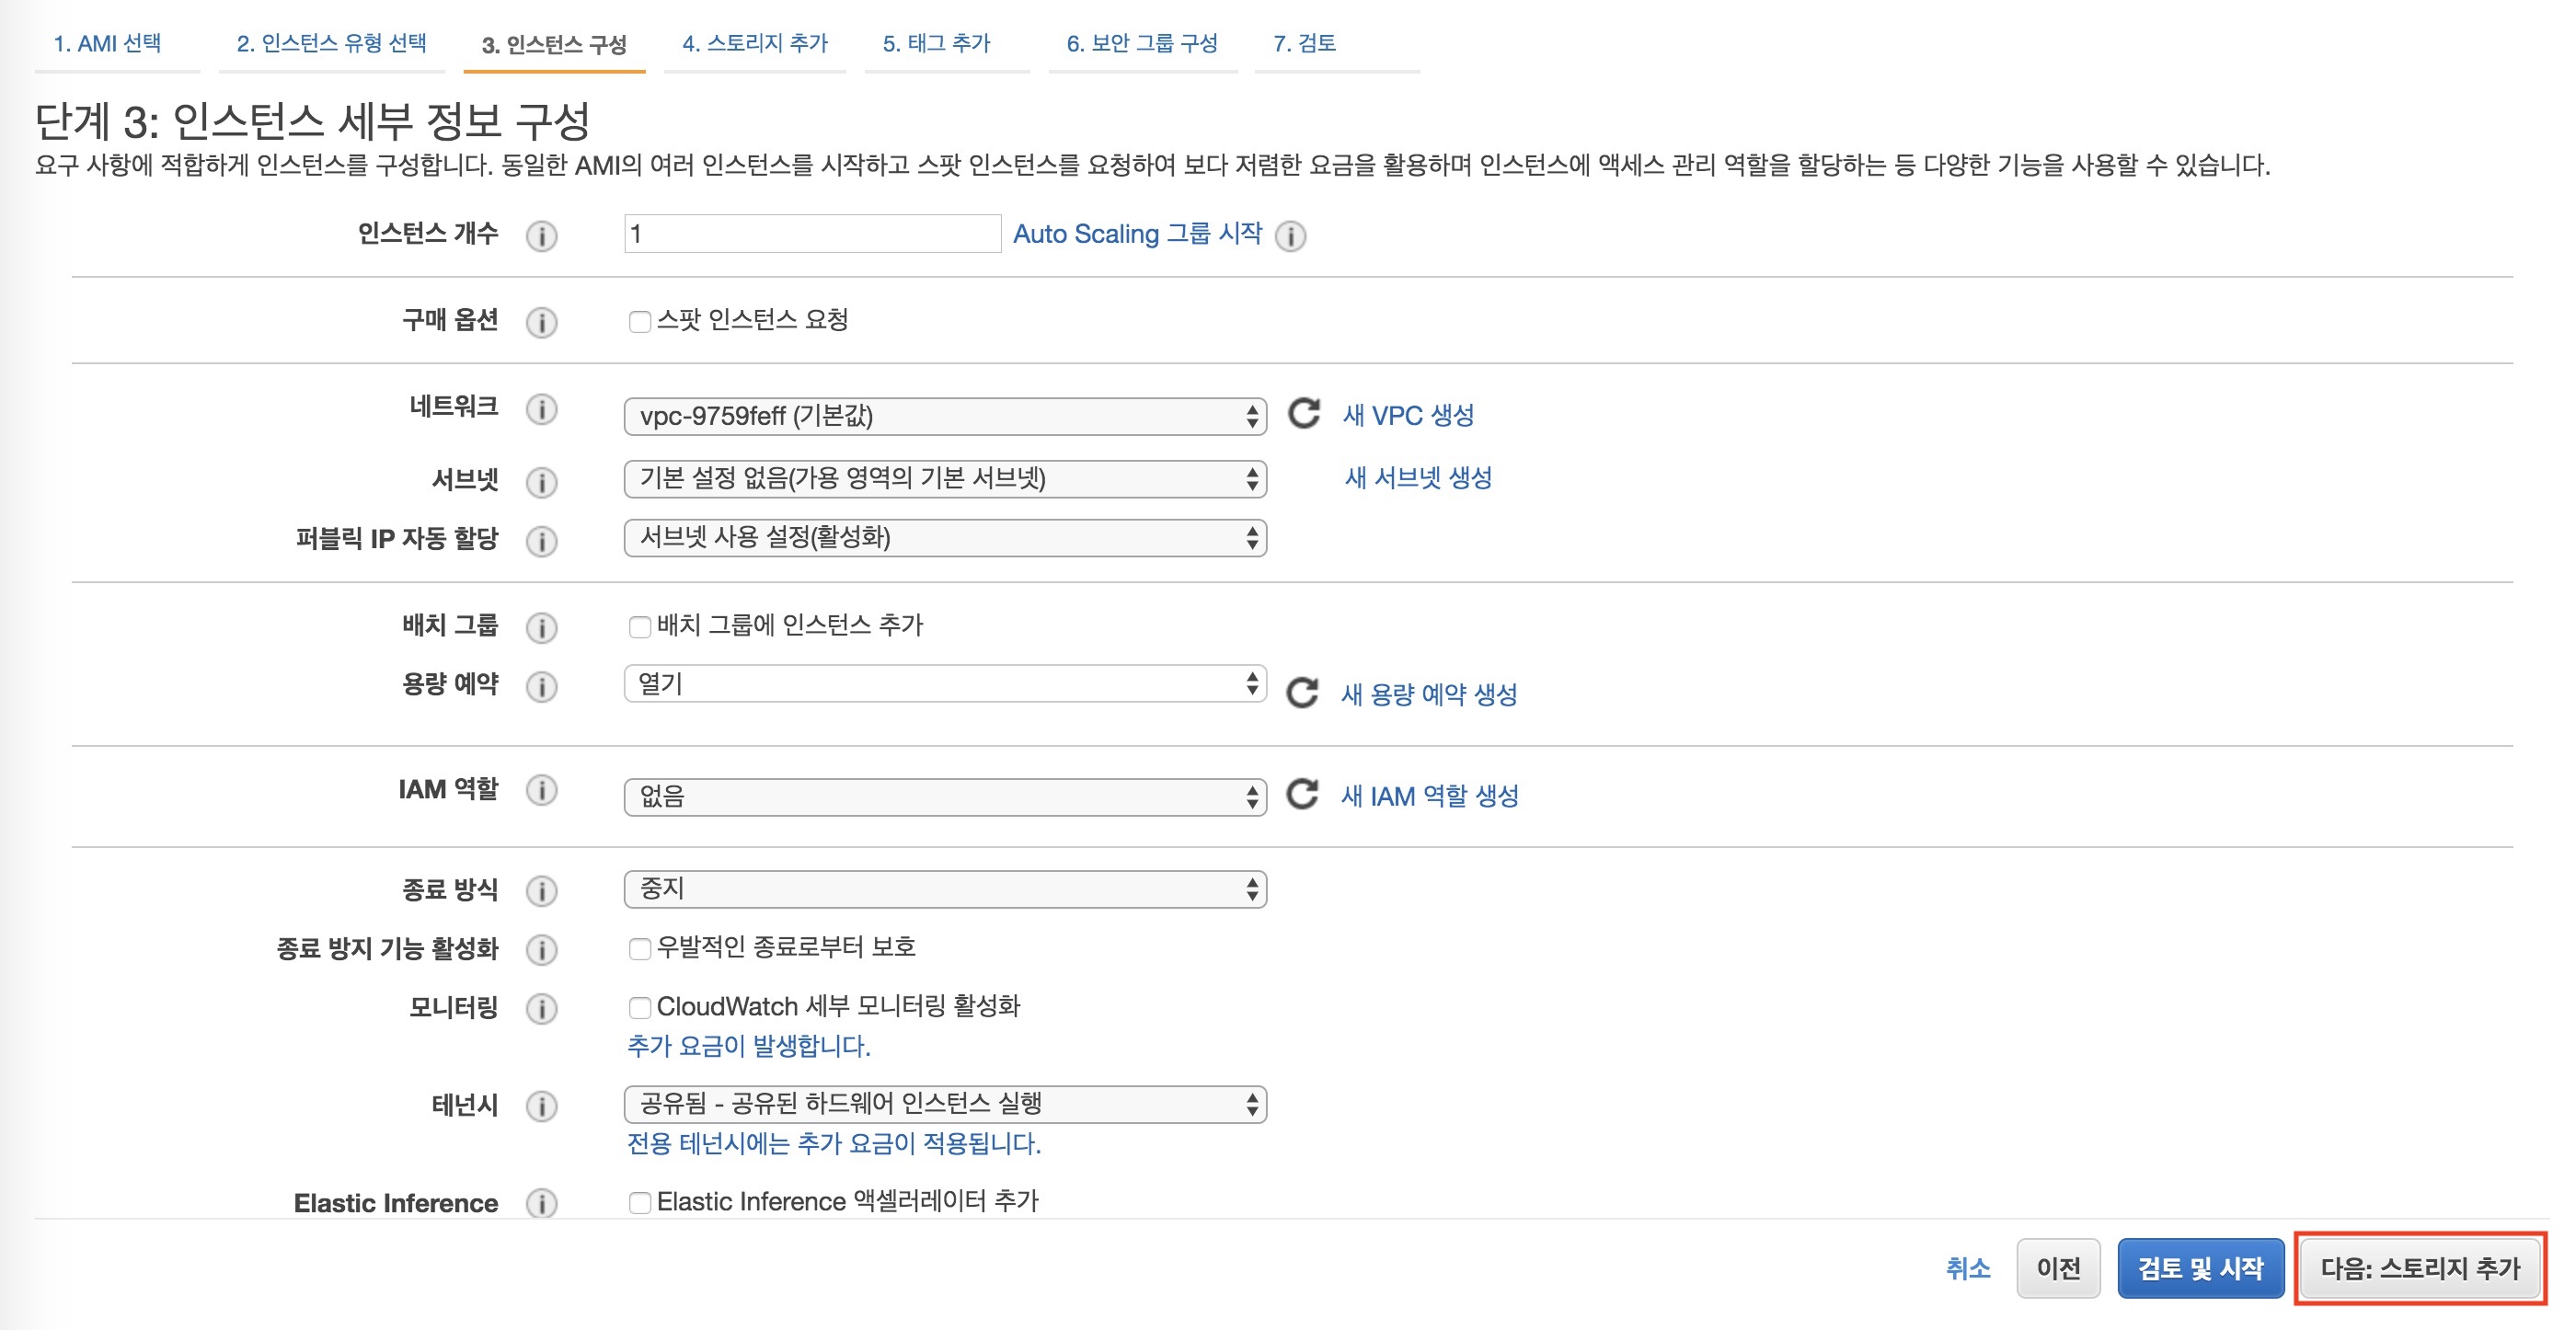 1. AMI 선택 2. 인스턴스 유형 선택 3. 인스턴스 구성 4. 스토리지 추가 5. 태그 추가 6. 보안 그룹 구성 7. 검토
단계 3: 인스턴스 세부 정보 구성
요구 사항에 적합하게 인스턴스를 구성합니다. 동일한 AMI의 여러 인스턴스를 시작하고 스팟 인스턴스를 요청하여 보다 저렴한 요금을 활용하며 인스턴스에 액세스 관리 역할을 할당하는 등 다양한 기능을 사용할 수 있습니다.
인스턴스 개수 i 1 Auto Scaling 그룹 시작 i
구매 옵션 i 스팟 인스턴스 요청
네트워크 i vpc-9759feff (기본값) 새 VPC 생성
서브넷 i 기본 설정 없음(가용 영역의 기본 서브넷) 새 서브넷 생성
퍼블릭 IP 자동 할당 i 서브넷 사용 설정(활성화)
배치 그룹 i 배치 그룹에 인스턴스 추가
용량 예약 i 열기 새 용량 예약 생성
IAM 역할 i 없음 새 IAM 역할 생성
종료 방식 i 중지
종료 방지 기능 활성화 i 우발적인 종료로부터 보호
모니터링 i CloudWatch 세부 모니터링 활성화
추가 요금이 발생합니다.
테넌시 i 공유됨 - 공유된 하드웨어 인스턴스 실행
전용 테넌시에는 추가 요금이 적용됩니다.
Elastic Inference i Elastic Inference 액셀러레이터 추가
취소 이전 검토 및 시작 다음: 스토리지 추가